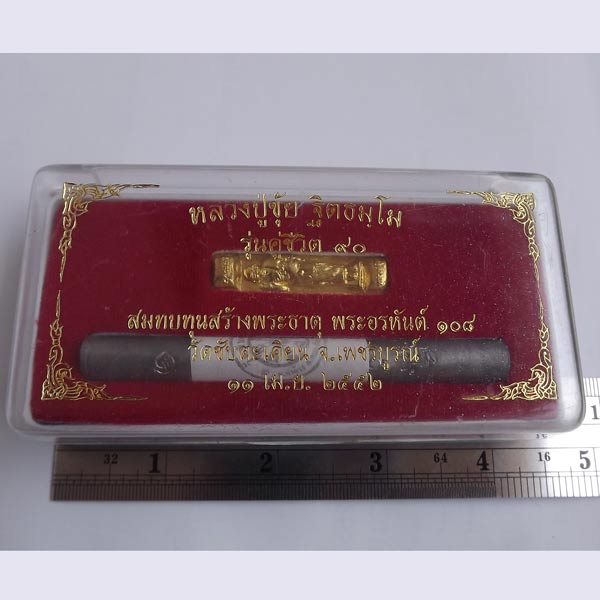 หลวงปู่ขุ้ย ฐิตธมฺโม
รุ่นคู่ชีวิต ๙๐
สมทบทุนสร้างพระธาตุ พระอรหันต์ ๑๐๘
วัดซับตะเคียน จ.เพชรบูรณ์
๑๑ เม.ย. ๒๕๕๒
32 1 2 3 64 4 5